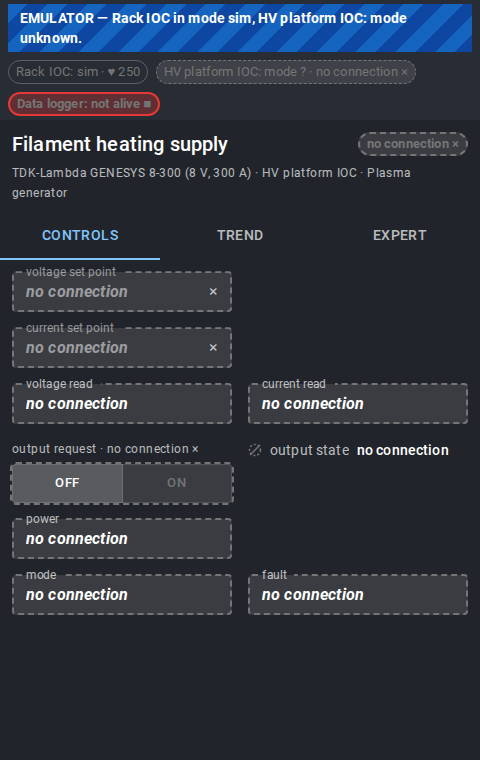 EMULATOR — Rack IOC in mode sim, HV platform IOC: mode
unknown.
Rack IOC: sim · ♥ 250
HV platform IOC: mode ? · no connection ×
Data logger: not alive ■
Filament heating supply
no connection ×
TDK-Lambda GENESYS 8-300 (8 V, 300 A) · HV platform IOC · Plasma
generator
CONTROLS
TREND
EXPERT
voltage set point
no connection ×
current set point
no connection ×
voltage read
no connection
current read
no connection
output request · no connection ×
output state no connection
OFF
ON
power
no connection
mode
no connection
fault
no connection